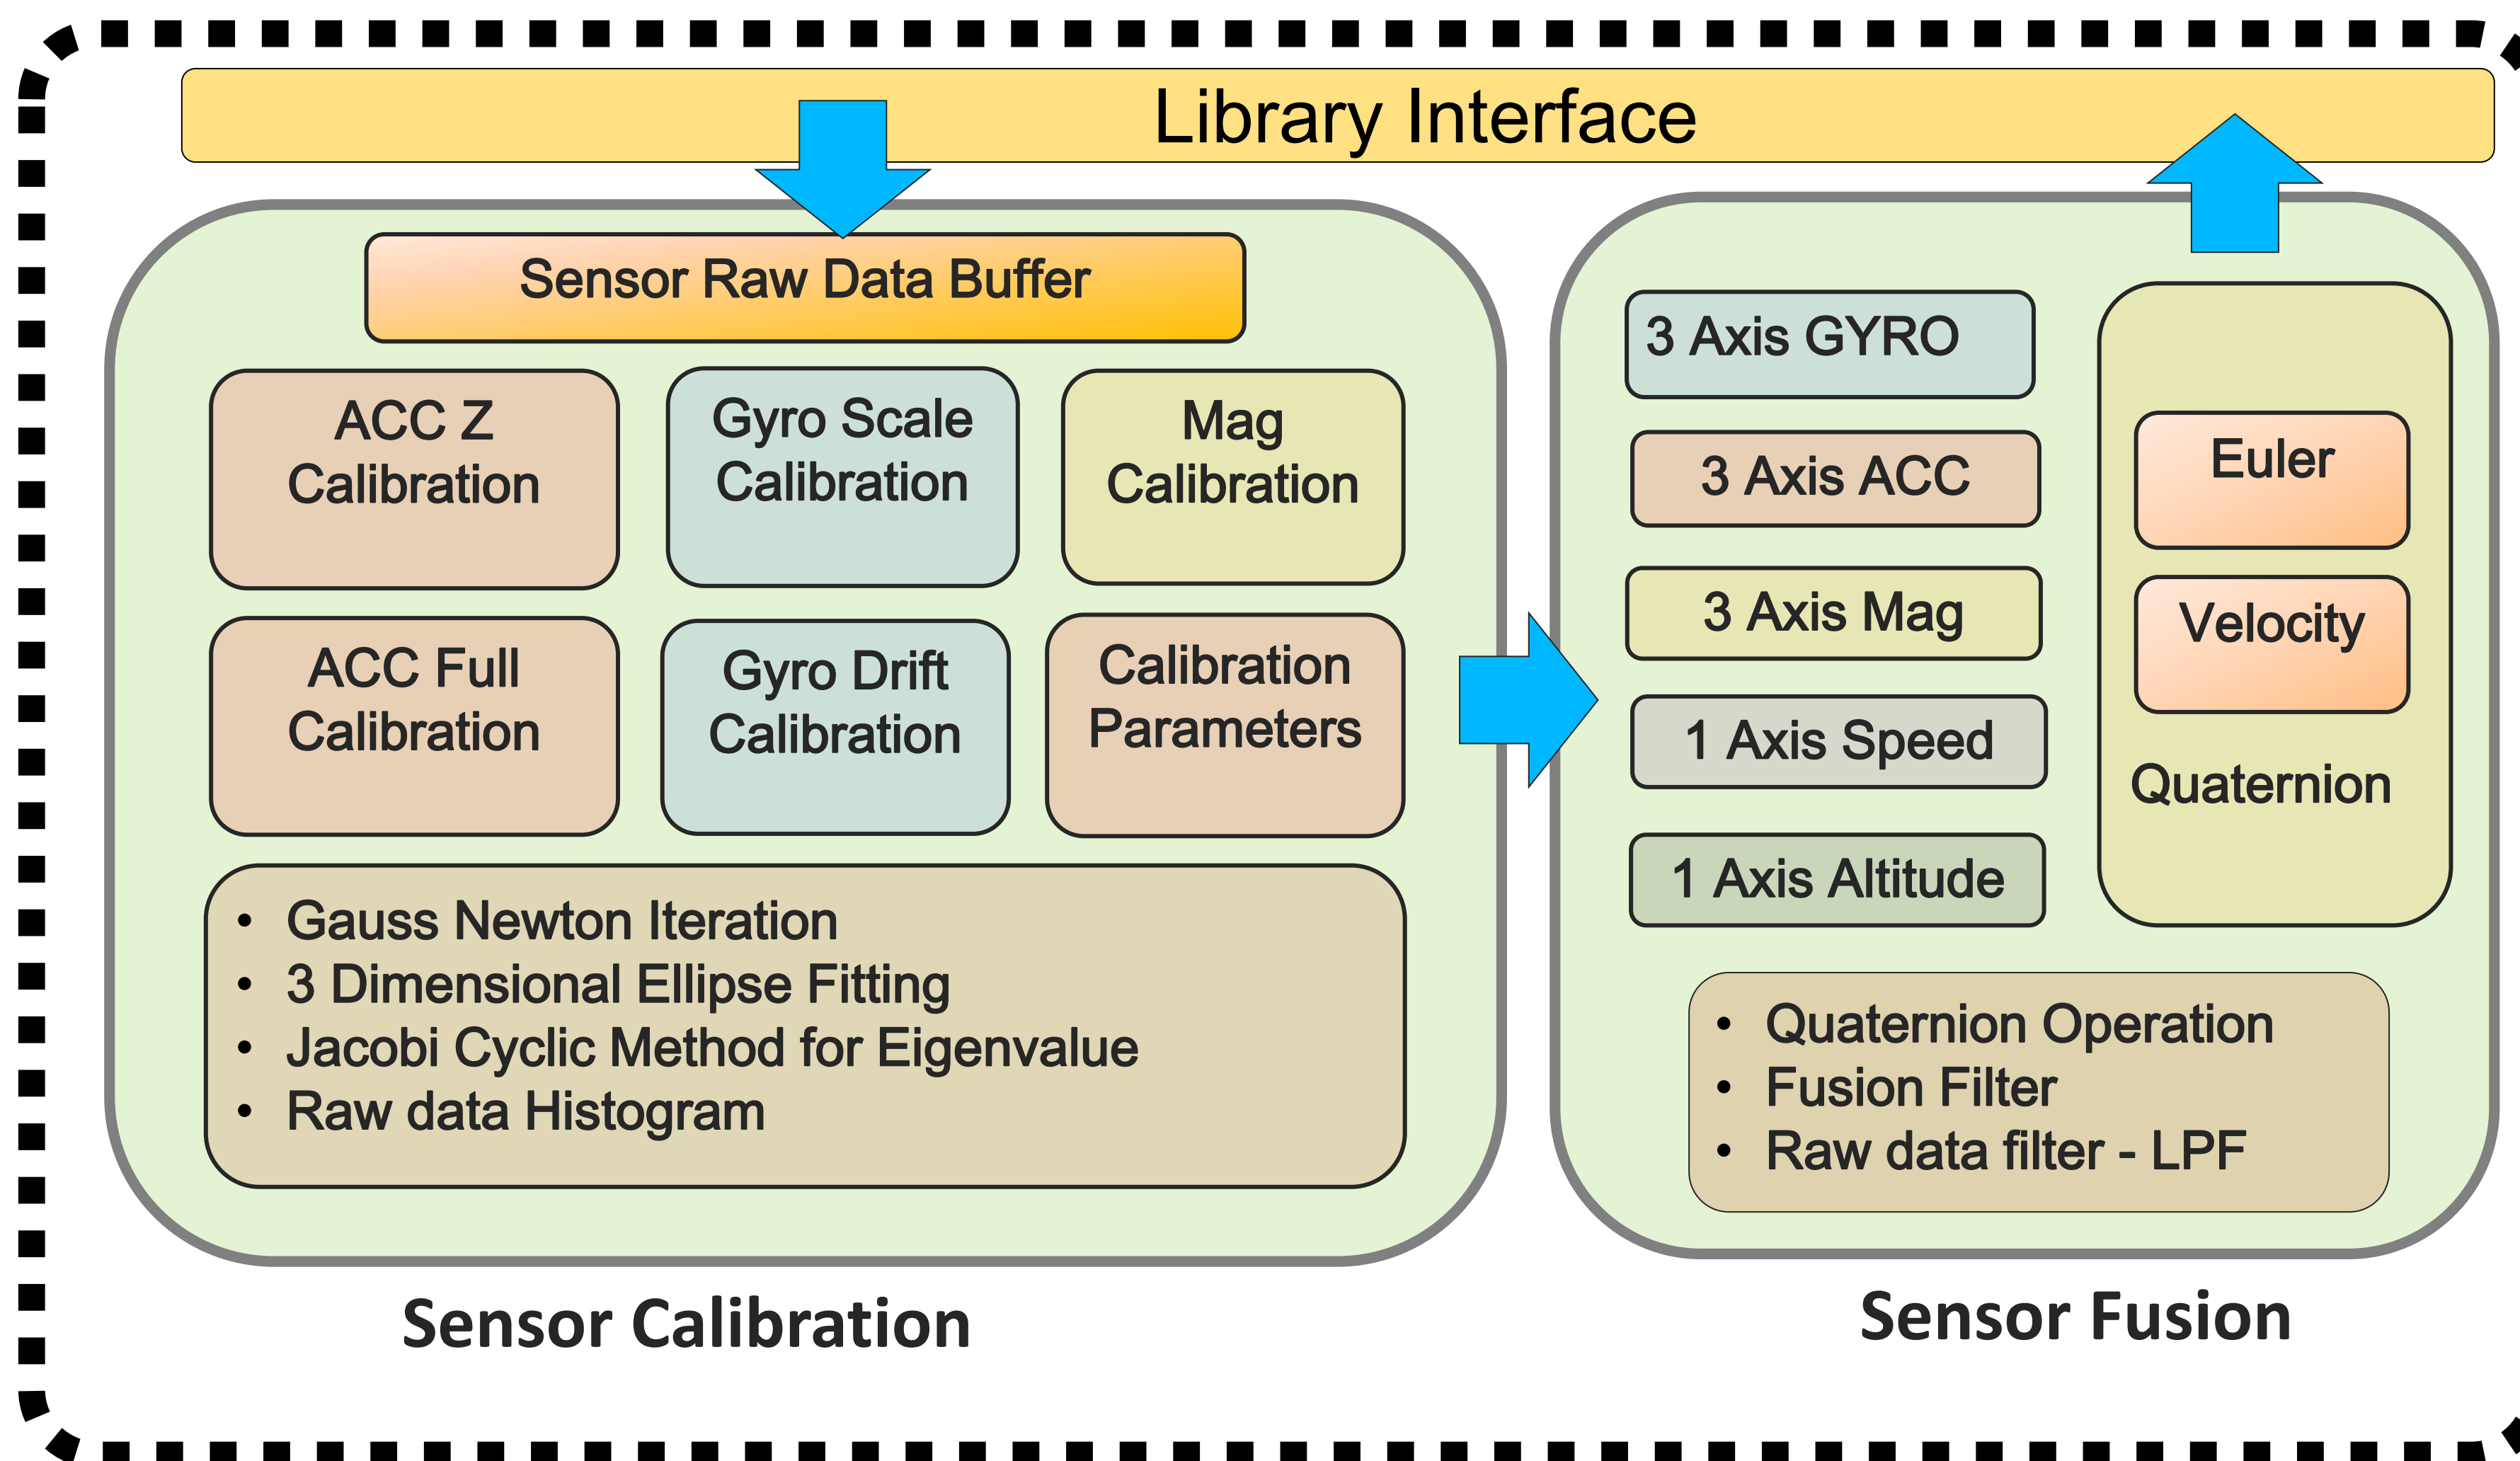 Library Interface
Sensor Raw Data Buffer
ACC Z
Calibration
Gyro Scale
Calibration
Mag
Calibration
ACC Full
Calibration
Gyro Drift
Calibration
Calibration
Parameters
• Gauss Newton Iteration
• 3 Dimensional Ellipse Fitting
• Jacobi Cyclic Method for Eigenvalue
• Raw data Histogram
Sensor Calibration
3 Axis GYRO
3 Axis ACC
3 Axis Mag
1 Axis Speed
1 Axis Altitude
Euler
Velocity
Quaternion
• Quaternion Operation
• Fusion Filter
• Raw data filter - LPF
Sensor Fusion